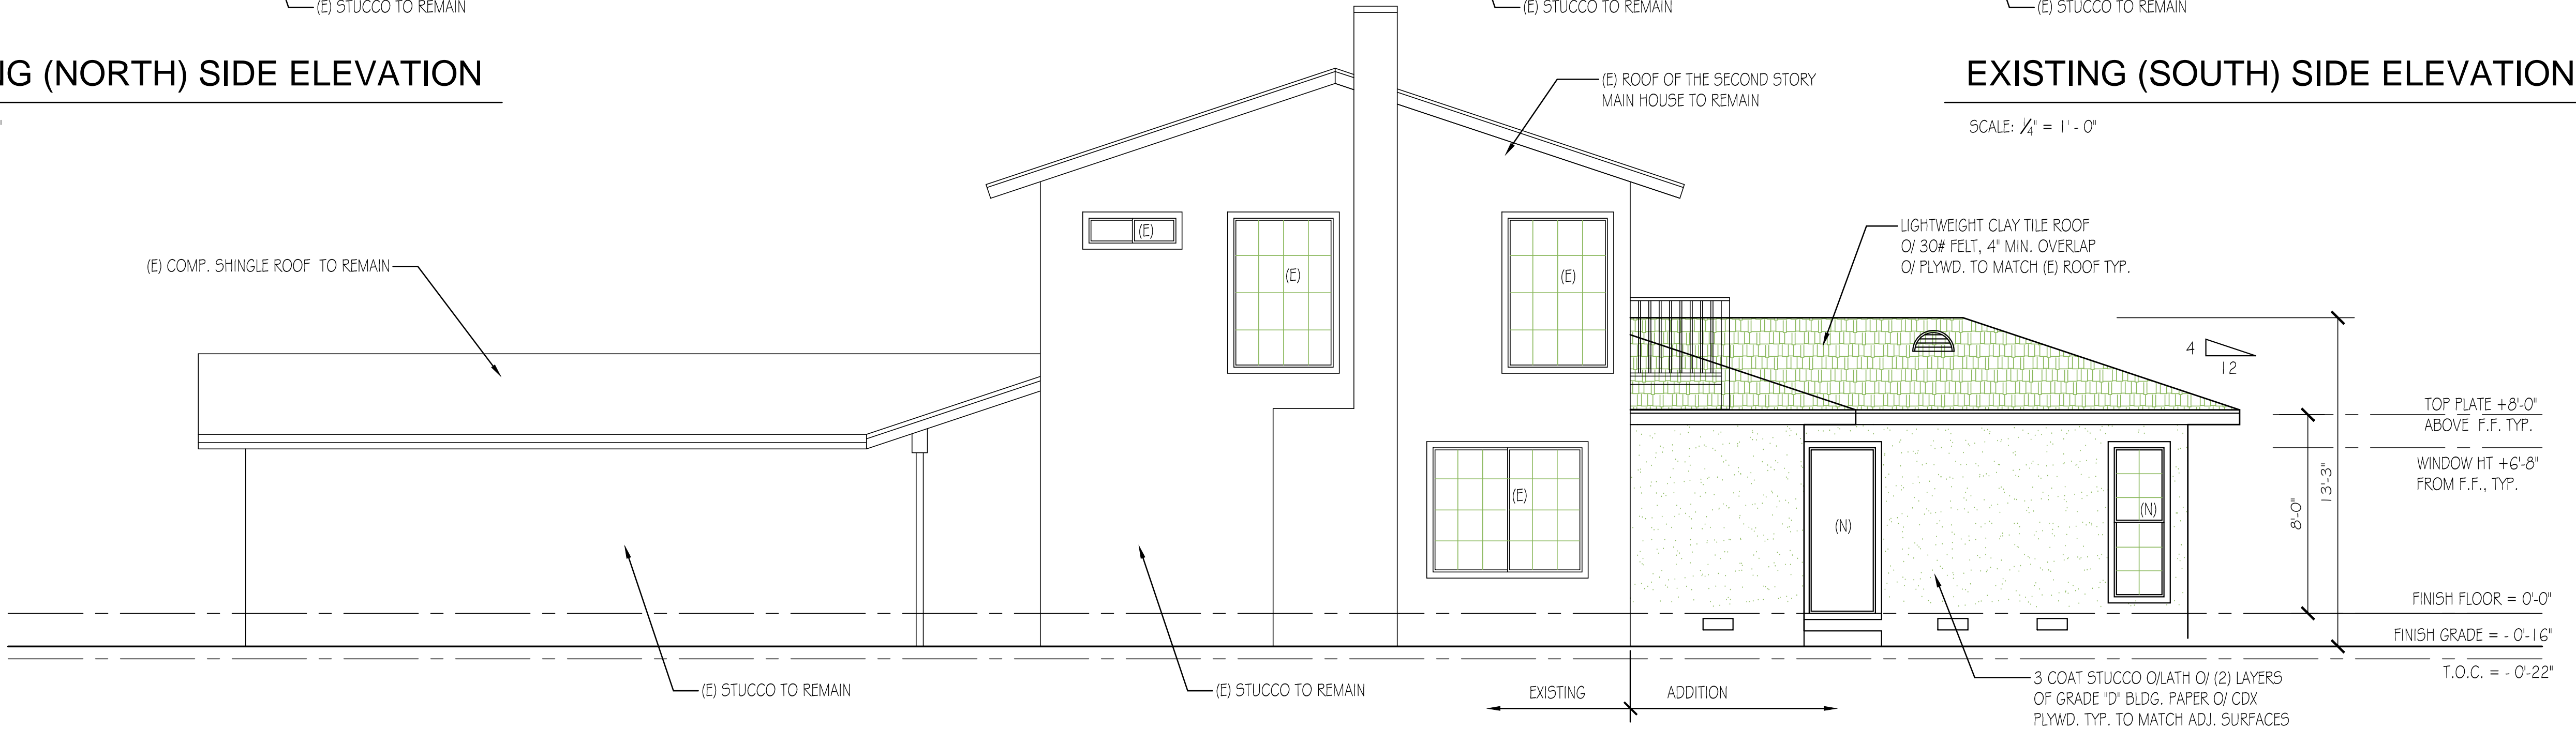 (E) STUCCO TO REMAIN
(E) STUCCO TO REMAIN
(E) STUCCO TO REMAIN
(NORTH) SIDE ELEVATION
EXISTING (SOUTH) SIDE ELEVATION
SCALE: 1/4" = 1' - 0"
(E) ROOF OF THE SECOND STORY
MAIN HOUSE TO REMAIN
(E) COMP. SHINGLE ROOF TO REMAIN
LIGHTWEIGHT CLAY TILE ROOF
O/ 30# FELT, 4" MIN. OVERLAP
O/ PLYWD. TO MATCH (E) ROOF TYP.
(E)
(E)
(E)
(E)
(N)
(N)
4
12
TOP PLATE +8'-0"
ABOVE F.F. TYP.
WINDOW HT +6'-8"
FROM F.F., TYP.
8'-0"
13'-3"
FINISH FLOOR = 0'-0"
FINISH GRADE = - 0'-16"
T.O.C. = - 0'-22"
(E) STUCCO TO REMAIN
(E) STUCCO TO REMAIN
EXISTING
ADDITION
3 COAT STUCCO O/LATH O/ (2) LAYERS
OF GRADE "D" BLDG. PAPER O/ CDX
PLYWD. TYP. TO MATCH ADJ. SURFACES